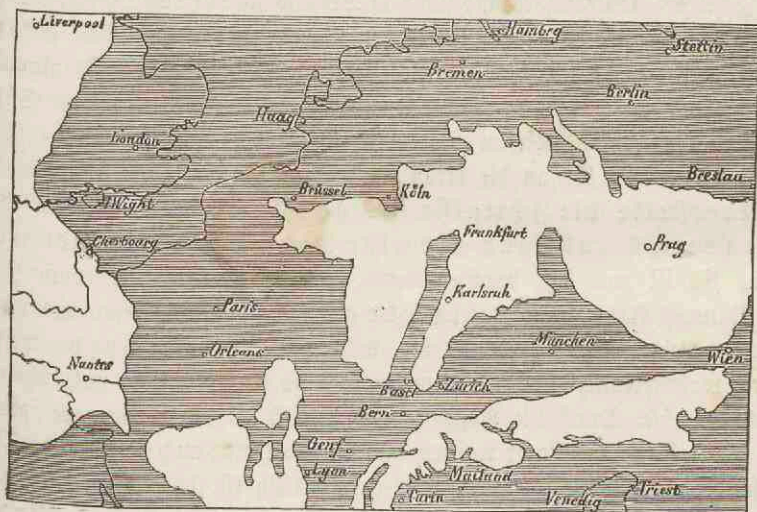 Liverpool
Hambrg
Stettin
Bremen
Berlin
Haag
London
Breslau
I Wight
Brüssel
Köln
Cherbourg
Frankfurt
Prag
Karlsruh
Paris
Orleans
München
Wien
Nantes
Basel
Zürich
Bern
Genf
Lyon
Mailand
Turin
Venedig
Triest